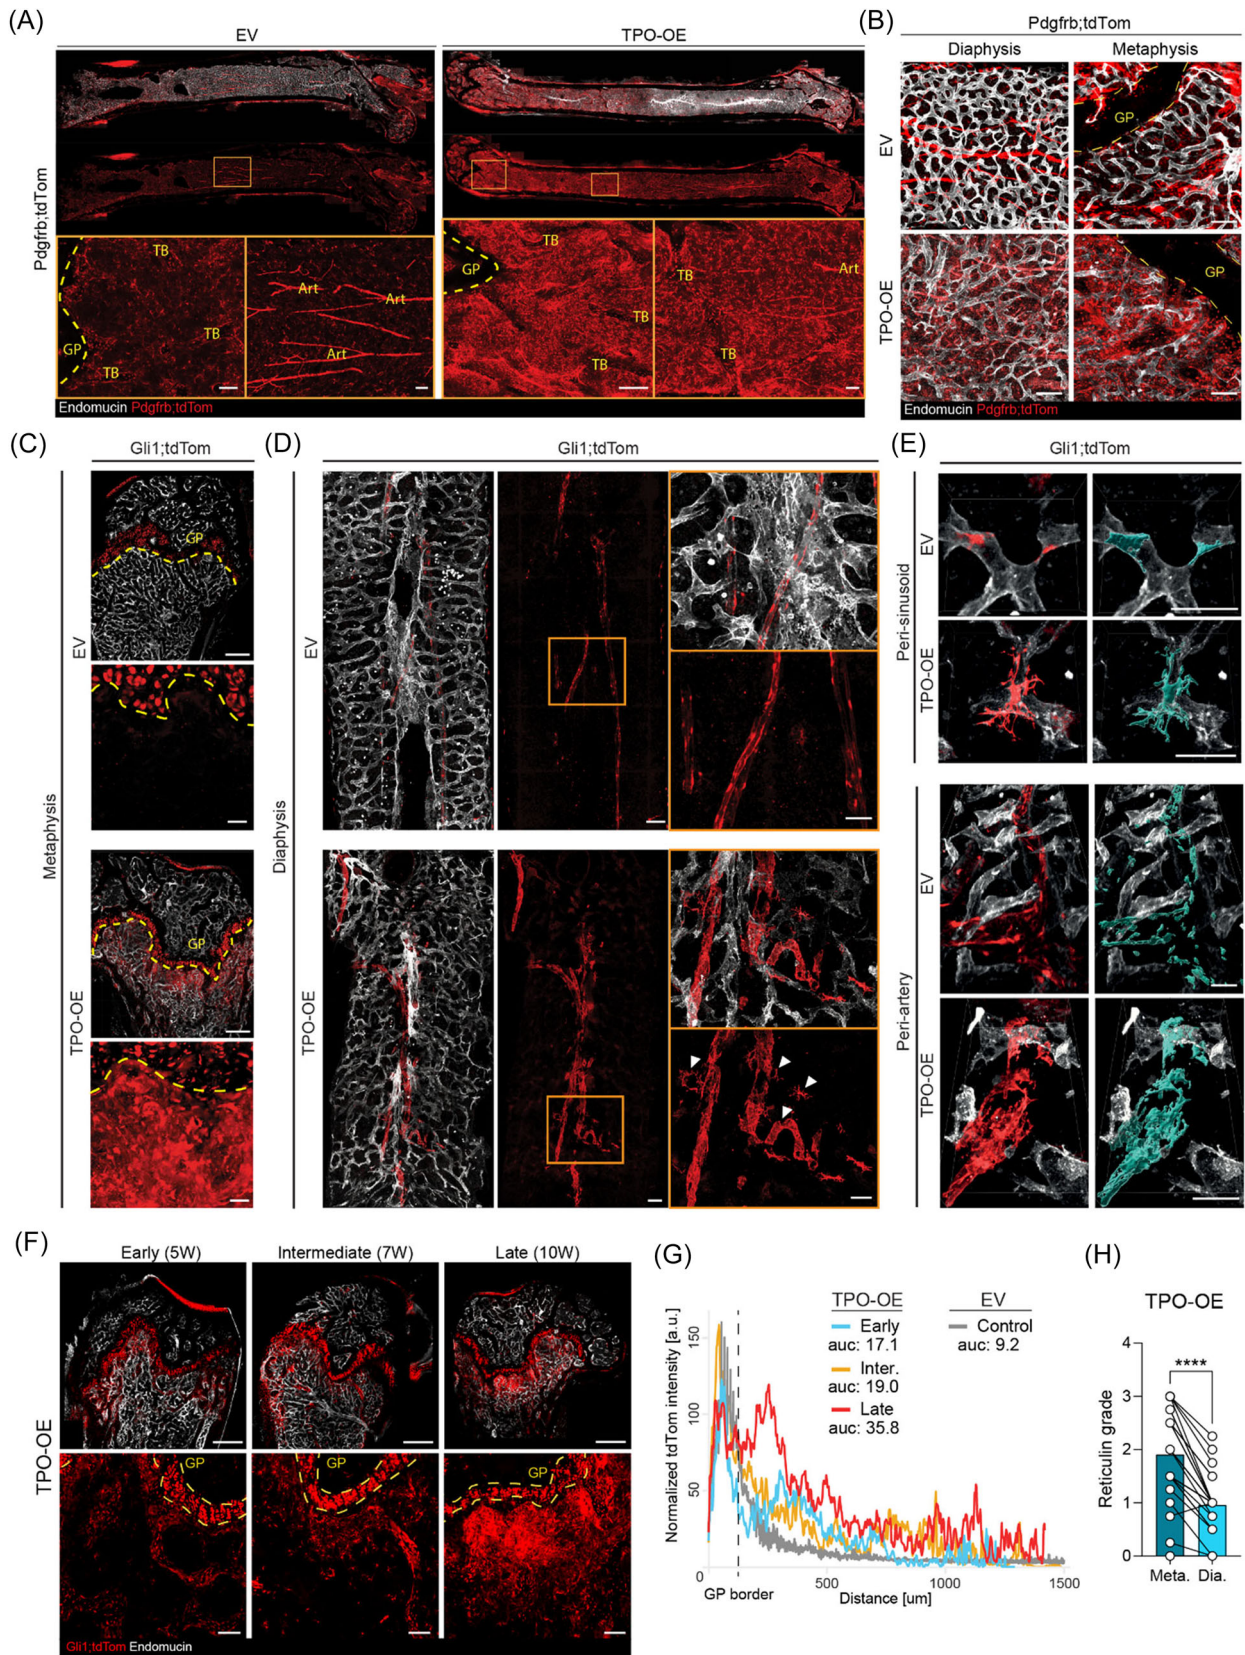 (A)
EV
TPO-OE
Pdgfrb;tdTom
TB
TB
GP
TB
Art
Art
Art
TB
GP
TB
TB
TB
Art
TB
Endomucin Pdgfrb;tdTom
(B)
Pdgfrb;tdTom
Diaphysis
Metaphysis
EV
GP
TPO-OE
GP
Endomucin Pdgfrb;tdTom
(C)
Gli1;tdTom
Metaphysis
EV
GP
TPO-OE
GP
(D)
Gli1;tdTom
Diaphysis
EV
TPO-OE
(E)
Gli1;tdTom
Peri-sinusoid
EV
TPO-OE
Peri-artery
EV
TPO-OE
(F)
Early (5W)
Intermediate (7W)
Late (10W)
TPO-OE
GP
GP
GP
Gli1;tdTom Endomucin
(G)
Normalized tdTom intensity [a.u.]
150
100
50
0
TPO-OE
Early
auc: 17.1
Inter.
auc: 19.0
Late
auc: 35.8
EV
Control
auc: 9.2
5000
1000
1500
GP border
Distance [um]
(H)
TPO-OE
****
Reticulin grade
4
3
2
1
0
Meta.
Dia.